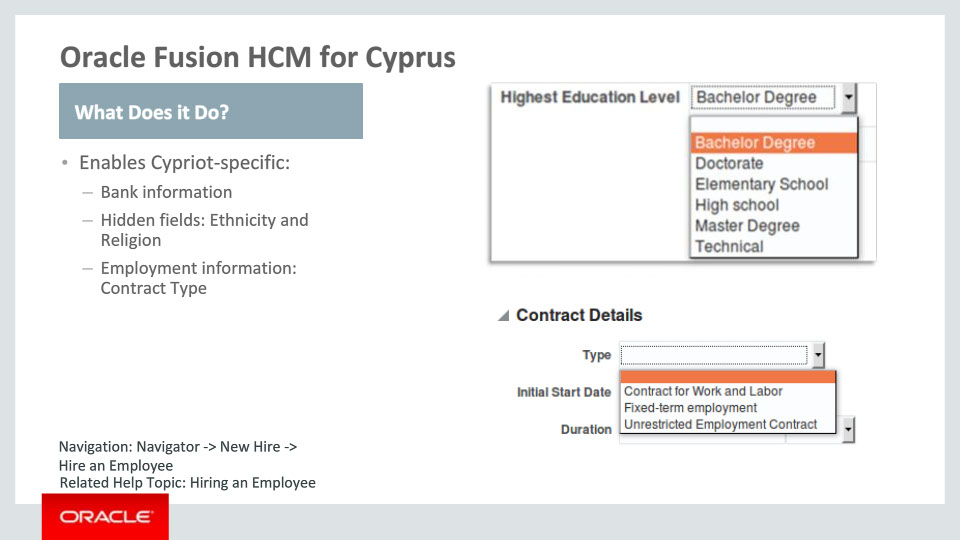 Oracle Fusion HCM for Cyprus
What Does it Do?
• Enables Cypriot-specific:
– Bank information
– Hidden fields: Ethnicity and
Religion
– Employment information:
Contract Type
Navigation: Navigator -> New Hire ->
Hire an Employee
Related Help Topic: Hiring an Employee
Highest Education Level Bachelor Degree
Bachelor Degree
Doctorate
Elementary School
High school
Master Degree
Technical
Contract Details
Type
Initial Start Date
Duration
Contract for Work and Labor
Fixed-term employment
Unrestricted Employment Contract
ORACLE